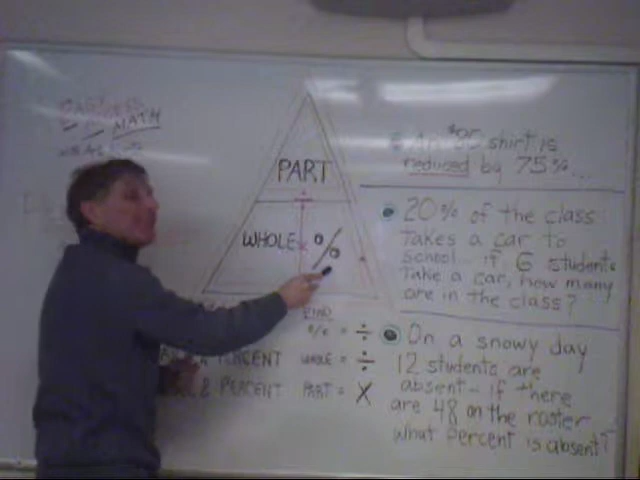 MATH
PART
WHOLE %
FIND
% = ÷
& PERCENT WHOLE = ÷
& PERCENT PART = X
shirt is
reduced by 75%...
20% of the class
takes a car to
school... if 6 students
take a car, how many
are in the class?
On a snowy day
12 students are
absent... if there
are 48 on the roster
what percent is absent?